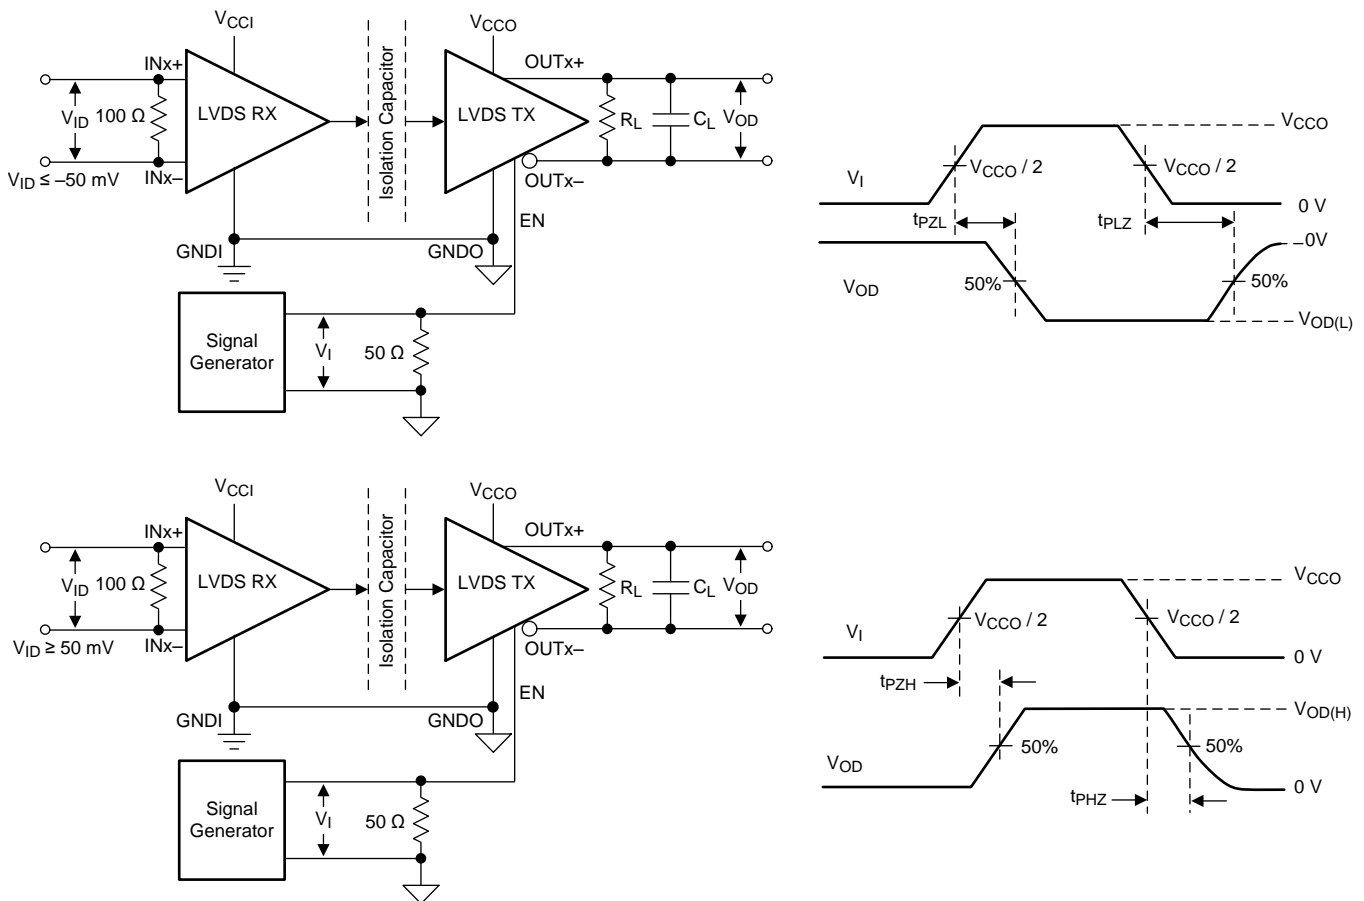 VCCI
VCCO
INx+
OUTx+
LVDS RX
Isolation Capacitor
LVDS TX
VID
100 Ω
RL
CL
VOD
INx–
OUTx–
VID ≤ –50 mV
EN
GNDI
GNDO
Signal
Generator
VI
50 Ω
VCCO
VCCO / 2
VCCO / 2
VI
0 V
tPZL
tPLZ
0V
VOD
50%
50%
VOD(L)
VCCI
VCCO
INx+
OUTx+
LVDS RX
Isolation Capacitor
LVDS TX
VID
100 Ω
RL
CL
VOD
INx–
OUTx–
VID ≥ 50 mV
EN
GNDI
GNDO
Signal
Generator
VI
50 Ω
VCCO
VCCO / 2
VCCO / 2
VI
0 V
tPZH
VOD(H)
50%
50%
VOD
0 V
tPHZ